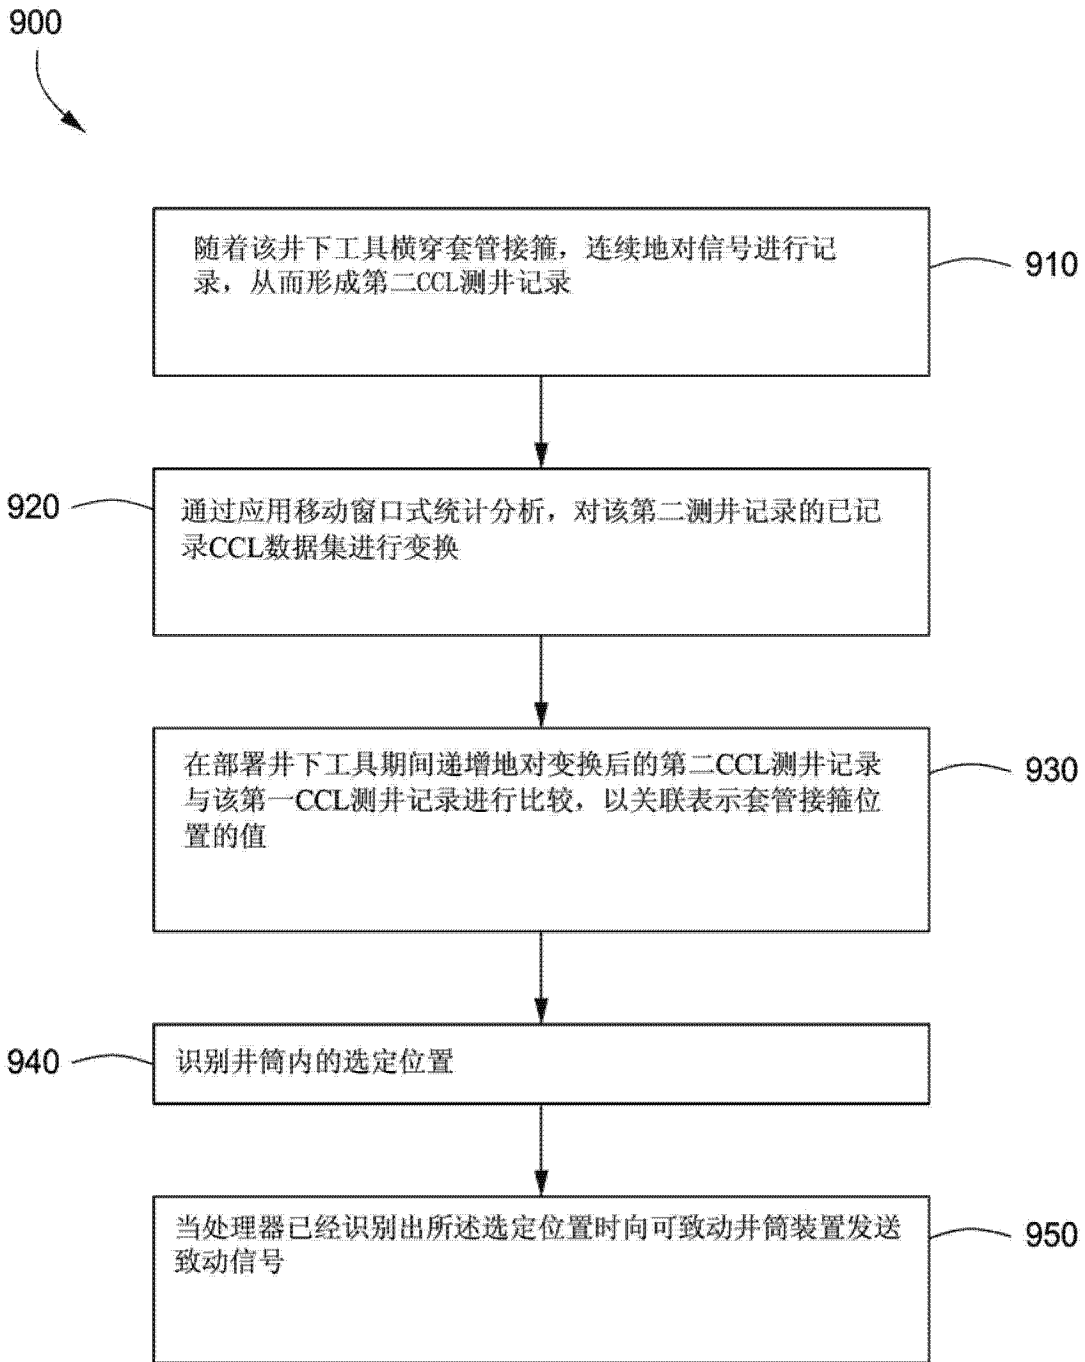 900
随着该井下工具横穿套管接箍，连续地对信号进行记
录，从而形成第二CCL测井记录
910
920
通过应用移动窗口式统计分析，对该第二测井记录的已记
录CCL数据集进行变换
在部署井下工具期间递增地对变换后的第二CCL测井记录
与该第一CCL测井记录进行比较，以关联表示套管接箍位
置的值
930
940
识别井筒内的选定位置
当处理器已经识别出所述选定位置时向可致动井筒装置发送
致动信号
950